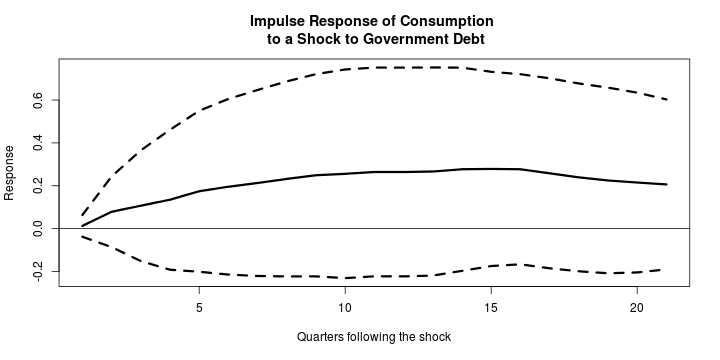 Impulse Response of Consumption
to a Shock to Government Debt
Response
0.6
0.4
0.2
0.0
-0.2
5 10 15 20
Quarters following the shock